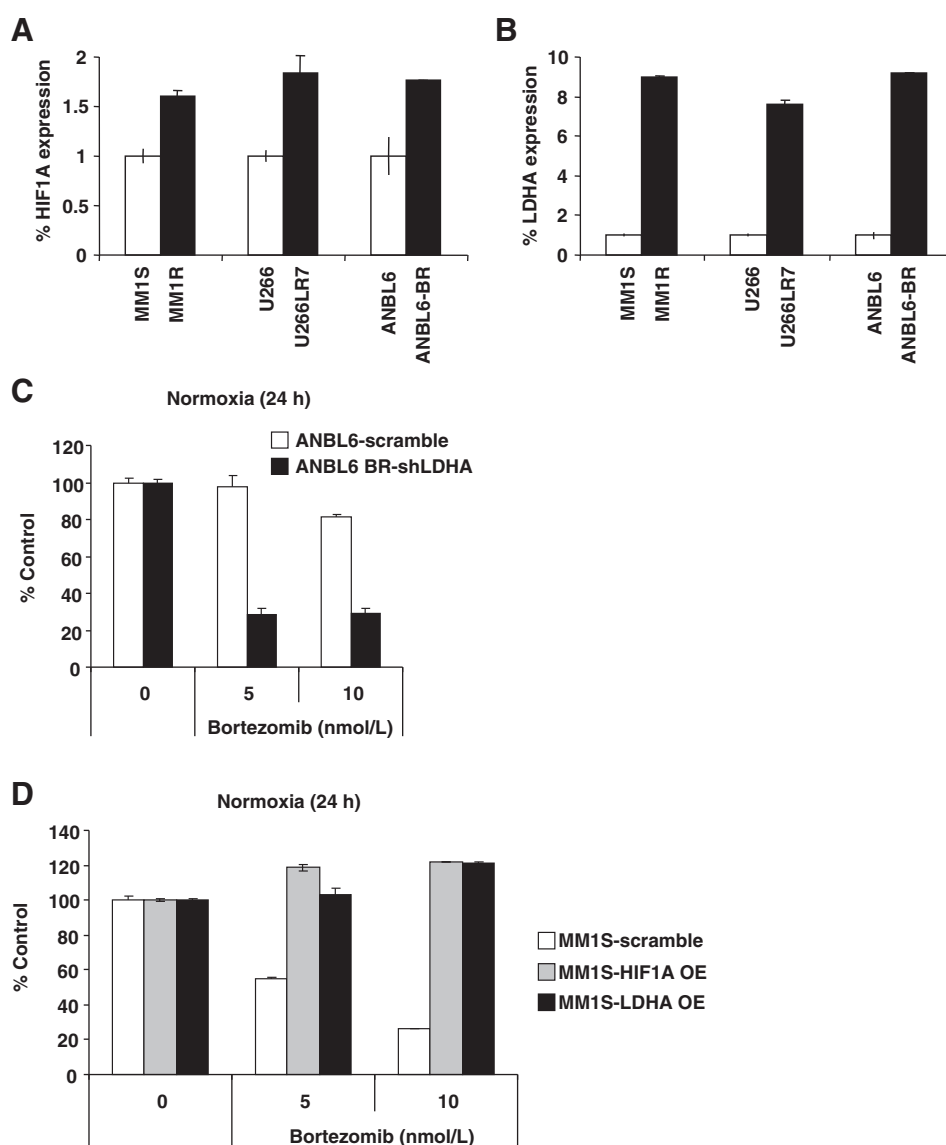 A
% HIF1A expression
2
1.5
1
0.5
0
MM1S
MM1R
U266
U266LR7
ANBL6
ANBL6-BR
B
% LDHA expression
10
8
6
4
2
0
MM1S
MM1R
U266
U266LR7
ANBL6
ANBL6-BR
C
Normoxia (24 h)
ANBL6-scramble
ANBL6 BR-shLDHA
% Control
120
100
80
60
40
20
0
0 5 10
Bortezomib (nmol/L)
D
Normoxia (24 h)
% Control
140
120
100
80
60
40
20
0
MM1S-scramble
MM1S-HIF1A OE
MM1S-LDHA OE
0 5 10
Bortezomib (nmol/L)